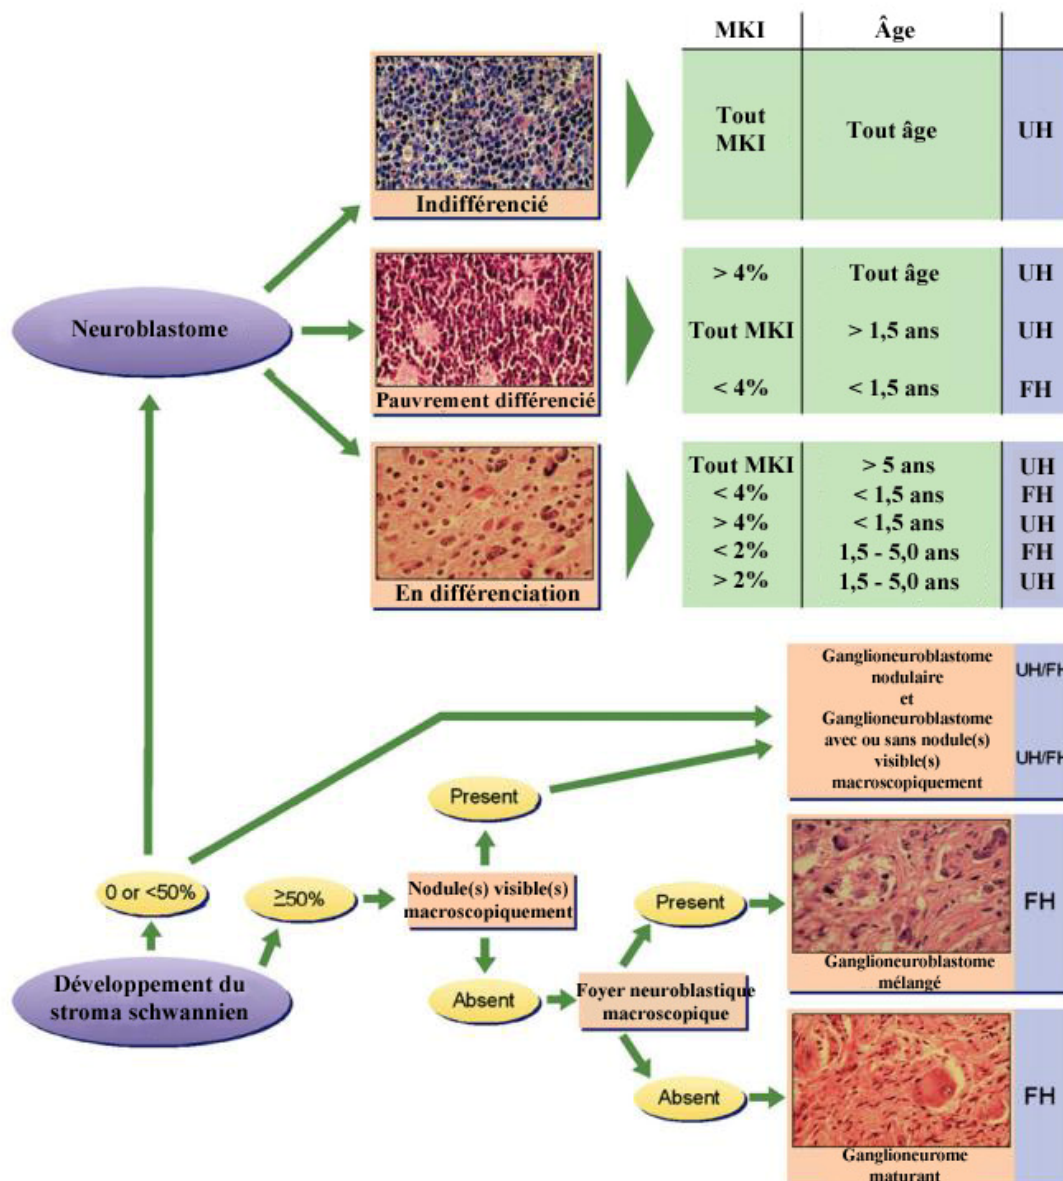 MKI Âge
Tout
MKI
Tout âge UH
Indifférencié
> 4% Tout âge UH
Neuroblastome
Tout MKI > 1,5 ans UH
< 4% < 1,5 ans FH
Pauvrement différencié
Tout MKI > 5 ans UH
< 4% < 1,5 ans FH
> 4% < 1,5 ans UH
< 2% 1,5 - 5,0 ans FH
> 2% 1,5 - 5,0 ans UH
En différenciation
Ganglioneuroblastome
nodulaire
et
Ganglioneuroblastome
avec ou sans nodule(s)
visible(s)
macroscopiquement
UH/FH
UH/FH
Present
0 or <50%
≥50%
Nodule(s) visible(s)
macroscopiquement
Present
FH
Ganglioneuroblastome
mélangé
Développement du
stroma schwannien
Absent
Foyer neuroblastique
macroscopique
Absent
FH
Ganglioneurome
maturant